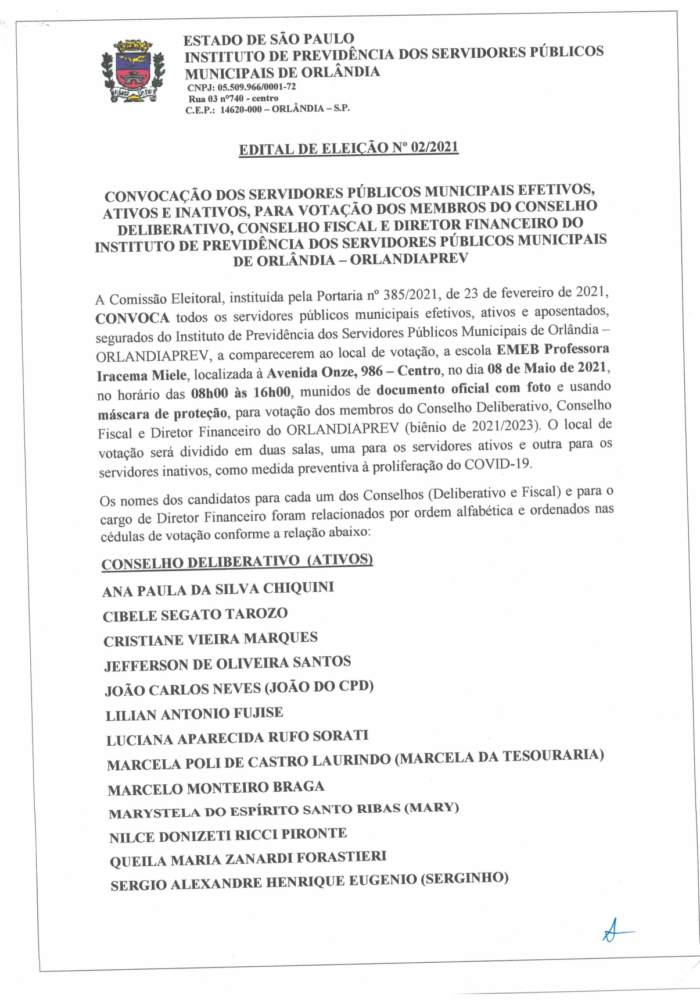 ESTADO DE SÃO PAULO
INSTITUTO DE PREVIDÊNCIA DOS SERVIDORES PÚBLICOS
MUNICIPAIS DE ORLÂNDIA
CNPJ: 05.509.966/0001-72
Rua 03 nº740 - centro
C.E.P.: 14620-000 – ORLÂNDIA – S.P.
EDITAL DE ELEIÇÃO Nº 02/2021
CONVOCAÇÃO DOS SERVIDORES PÚBLICOS MUNICIPAIS EFETIVOS,
ATIVOS E INATIVOS, PARA VOTAÇÃO DOS MEMBROS DO CONSELHO
DELIBERATIVO, CONSELHO FISCAL E DIRETOR FINANCEIRO DO
INSTITUTO DE PREVIDÊNCIA DOS SERVIDORES PÚBLICOS MUNICIPAIS
DE ORLÂNDIA – ORLANDIAPREV
A Comissão Eleitoral, instituída pela Portaria nº 385/2021, de 23 de fevereiro de 2021,
CONVOCA todos os servidores públicos municipais efetivos, ativos e aposentados,
segurados do Instituto de Previdência dos Servidores Públicos Municipais de Orlândia –
ORLANDIAPREV, a comparecerem ao local de votação, a escola EMEB Professora
Iracema Miele, localizada à Avenida Onze, 986 – Centro, no dia 08 de Maio de 2021,
no horário das 08h00 às 16h00, munidos de documento oficial com foto e usando
máscara de proteção, para votação dos membros do Conselho Deliberativo, Conselho
Fiscal e Diretor Financeiro do ORLANDIAPREV (biênio de 2021/2023). O local de
votação será dividido em duas salas, uma para os servidores ativos e outra para os
servidores inativos, como medida preventiva à proliferação do COVID-19.
Os nomes dos candidatos para cada um dos Conselhos (Deliberativo e Fiscal) e para o
cargo de Diretor Financeiro foram relacionados por ordem alfabética e ordenados nas
cédulas de votação conforme a relação abaixo:
CONSELHO DELIBERATIVO (ATIVOS)
ANA PAULA DA SILVA CHIQUINI
CIBELE SEGATO TAROZO
CRISTIANE VIEIRA MARQUES
JEFFERSON DE OLIVEIRA SANTOS
JOÃO CARLOS NEVES (JOÃO DO CPD)
LILIAN ANTONIO FUJISE
LUCIANA APARECIDA RUFO SORATI
MARCELA POLI DE CASTRO LAURINDO (MARCELA DA TESOURARIA)
MARCELO MONTEIRO BRAGA
MARYSTELA DO ESPÍRITO SANTO RIBAS (MARY)
NILCE DONIZETI RICCI PIRONTE
QUEILA MARIA ZANARDI FORASTIERI
SERGIO ALEXANDRE HENRIQUE EUGENIO (SERGINHO)